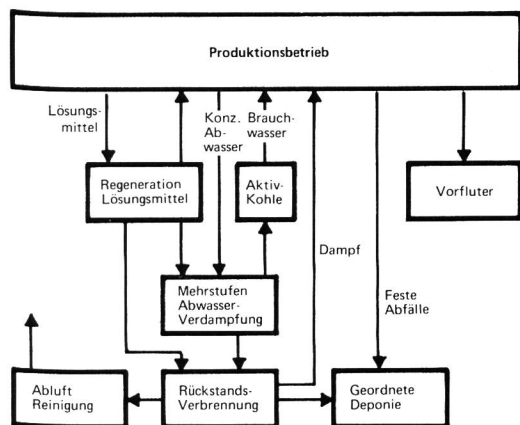 Produktionsbetrieb
Lösungs-
mittel
Konz.
Ab-
wasser
Brauch-
wasser
Regeneration
Lösungsmittel
Aktiv-
Kohle
Vorfluter
Dampf
Mehrstufen
Abwasser-
Verdampfung
Feste
Abfälle
Abluft
Reinigung
Rückstands-
Verbrennung
Geordnete
Deponie